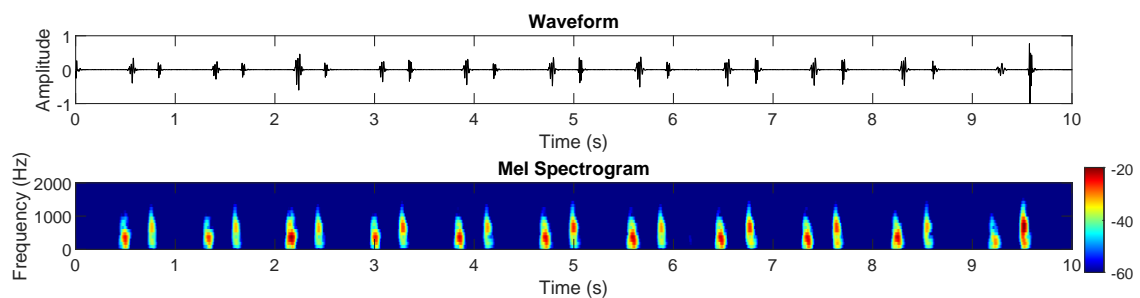 Waveform
1
0
-1
Amplitude
0 1 2 3 4 5 6 7 8 9 10
Time (s)
Mel Spectrogram
2000
1000
0
Frequency (Hz)
0 1 2 3 4 5 6 7 8 9 10
Time (s)
-20
-40
-60